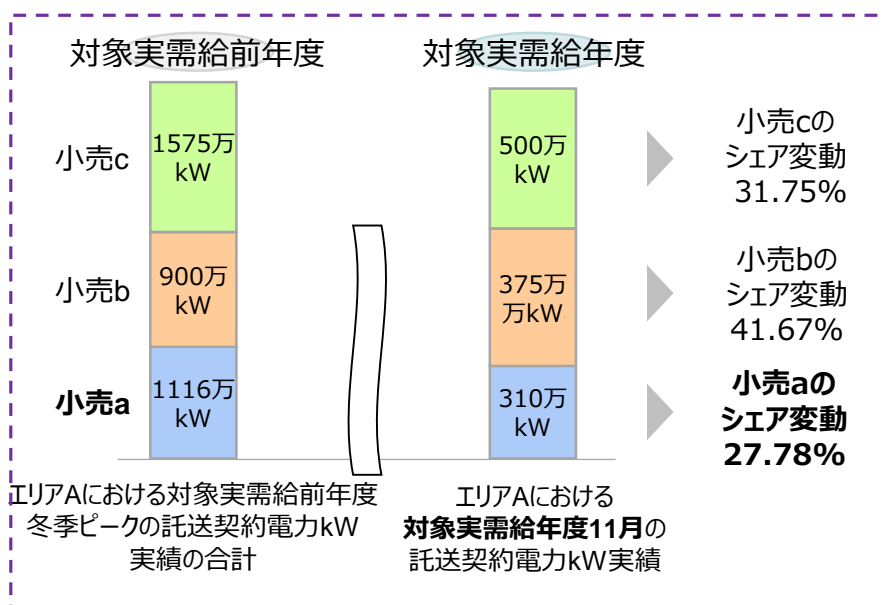 対象実需給前年度
対象実需給年度
小売c
1575万
kW
500万
kW
小売cの
シェア変動
31.75%
小売b
900万
kW
375万
万kW
小売bの
シェア変動
41.67%
小売a
1116万
kW
310万
kW
小売aの
シェア変動
27.78%
エリアAにおける対象実需給前年度
冬季ピークの託送契約電力kW
実績の合計
エリアAにおける
対象実需給年度11月の
託送契約電力kW実績